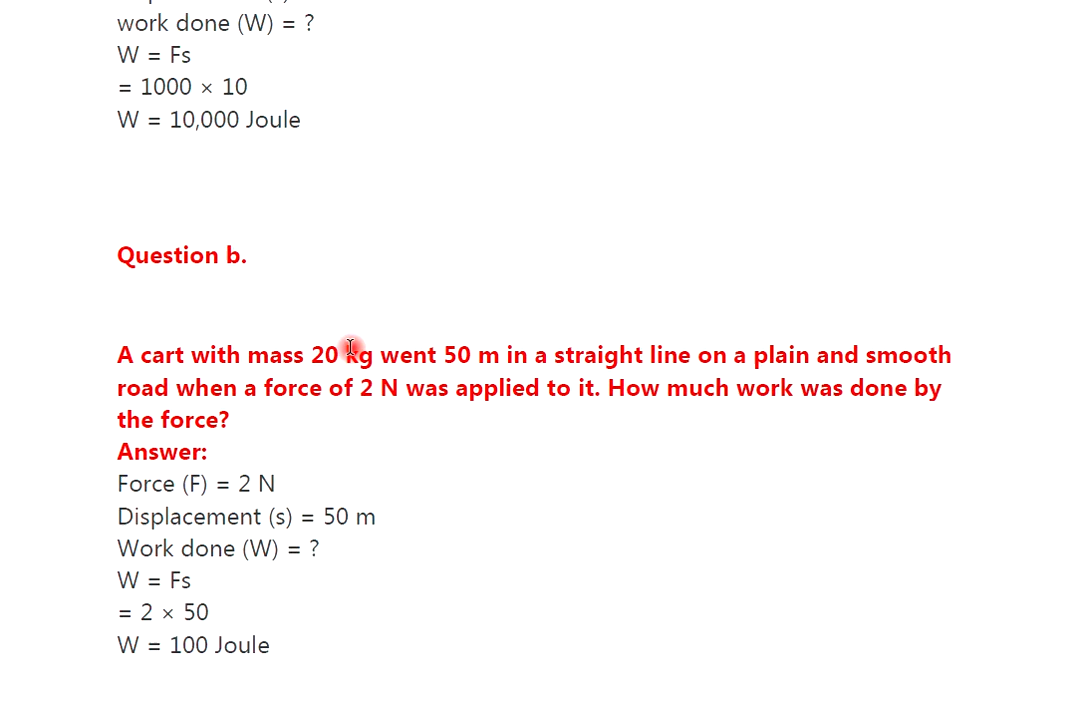 work done (W) = ?
W = Fs
= 1000 × 10
W = 10,000 Joule
Question b.
A cart with mass 20 kg went 50 m in a straight line on a plain and smooth
road when a force of 2 N was applied to it. How much work was done by
the force?
Answer:
Force (F) = 2 N
Displacement (s) = 50 m
Work done (W) = ?
W = Fs
= 2 × 50
W = 100 Joule